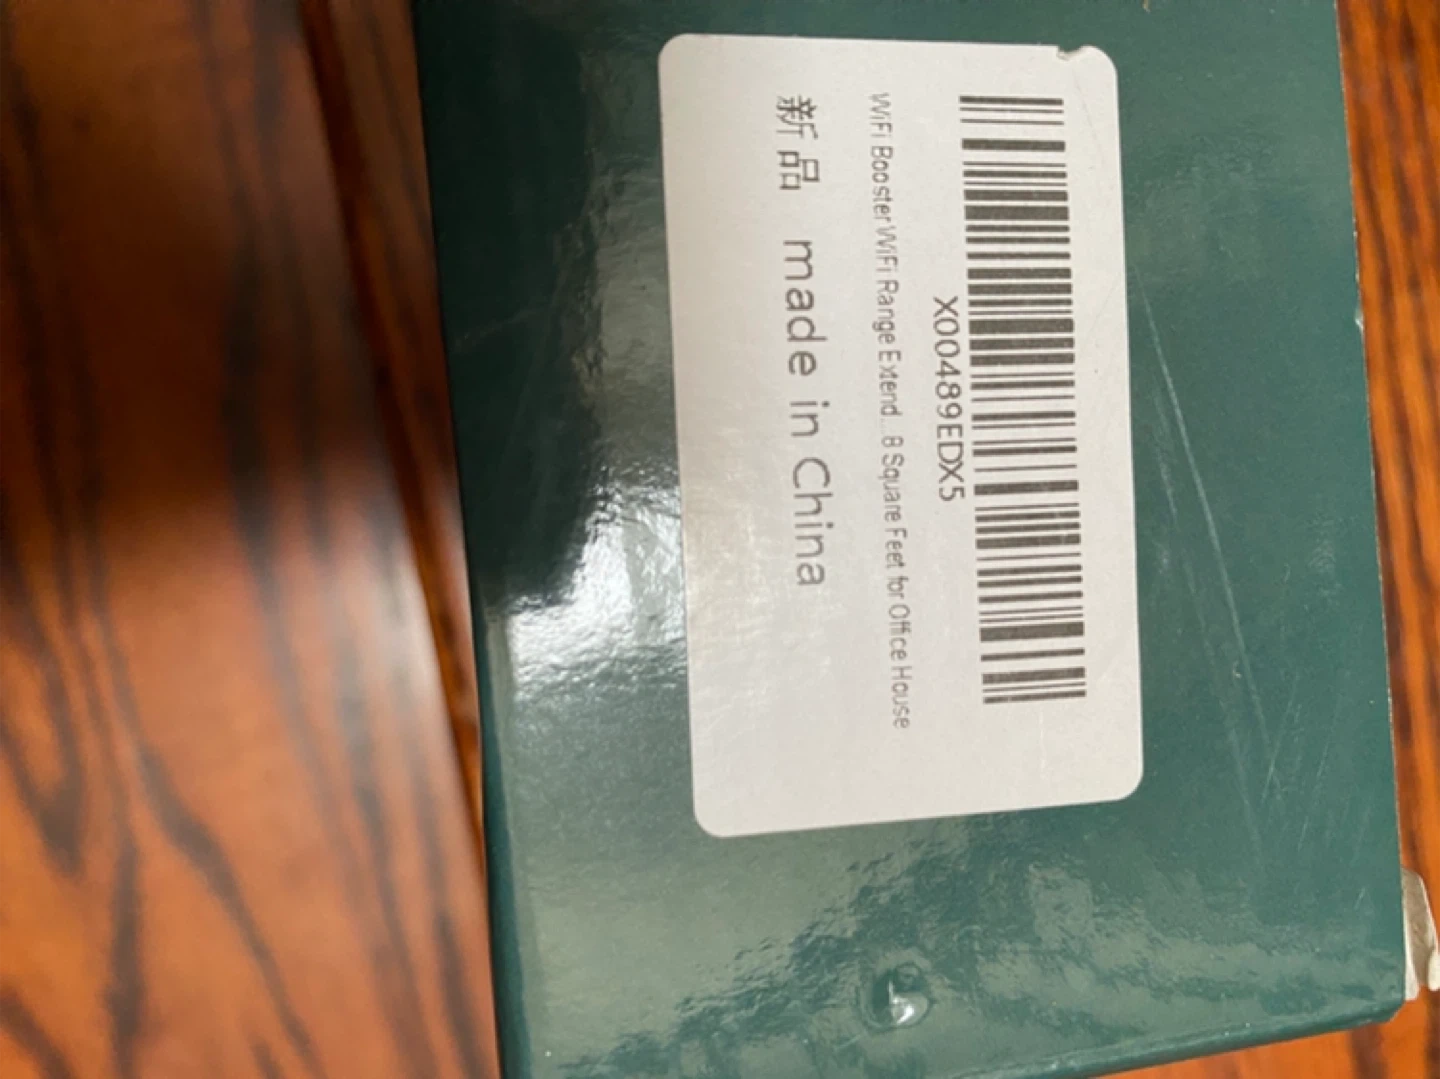 X00489EDX5
WiFi Booster WiFi Range Extend...8 Square Feet for Office House
新品 made in China